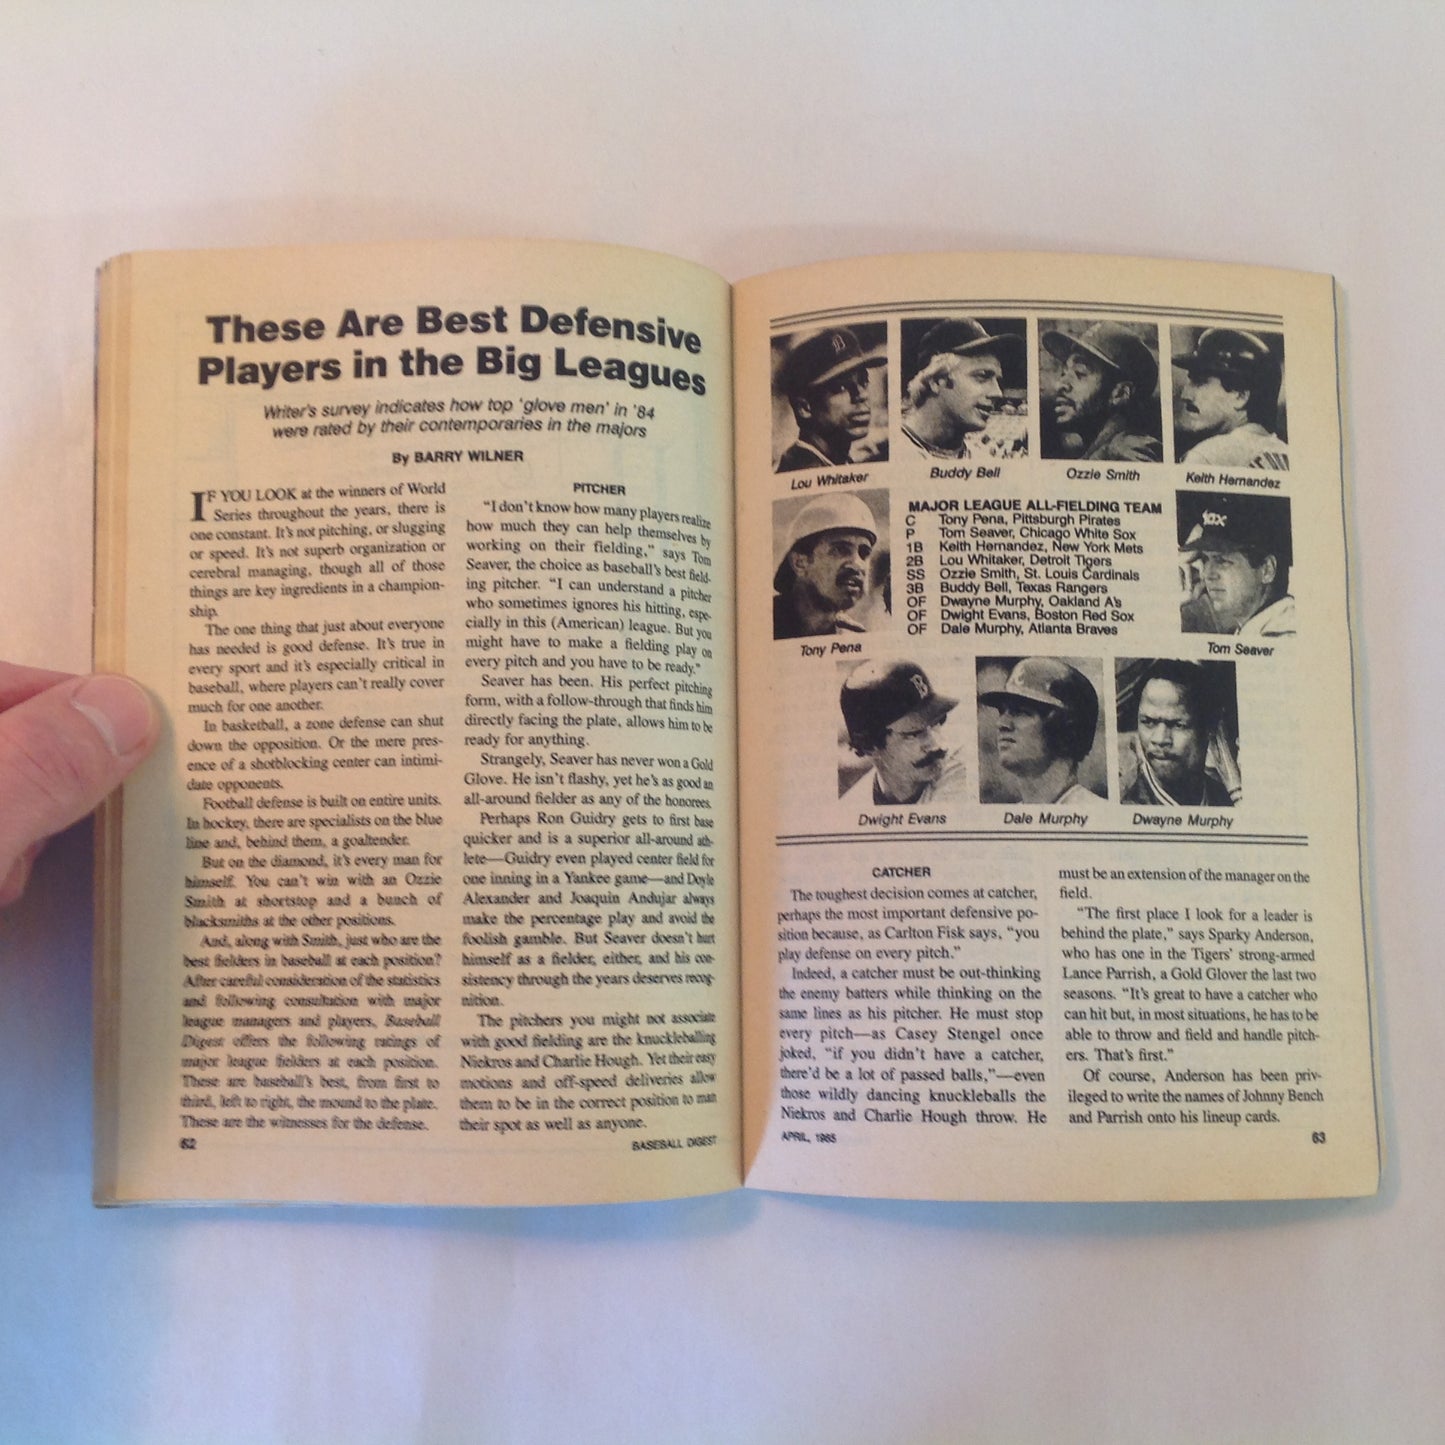 These Are Best Defensive
Players in the Big Leagues
Writer's survey indicates how top 'glove men' in '84
were rated by their contemporaries in the majors
By BARRY WILNER
IF YOU LOOK at the winners of World
Series throughout the years, there is
one constant. It's not pitching, or slugging
or speed. It's not superb organization or
cerebral managing, though all of those
things are key ingredients in a champion-
ship.
The one thing that just about everyone
has needed is good defense. It's true in
every sport and it's especially critical in
baseball, where players can't really cover
much for one another.
In basketball, a zone defense can shut
down the opposition. Or the mere pres-
ence of a shotblocking center can intimi-
date opponents.
Football defense is built on entire units.
In hockey, there are specialists on the blue
line and, behind them, a goaltender.
But on the diamond, it's every man for
himself. You can't win with an Ozzie
Smith at shortstop and a bunch of
blacksmiths at the other positions.
And, along with Smith, just who are the
best fielders in baseball at each position?
After careful consideration of the statistics
and following consultation with major
league managers and players, Baseball
Digest offers the following ratings of
major league fielders at each position.
These are baseball's best, from first to
third, left to right, the mound to the plate.
These are the witnesses for the defense.
62
PITCHER
"I don't know how many players realize
how much they can help themselves by
working on their fielding," says Tom
Seaver, the choice as baseball's best field-
ing pitcher. "I can understand a pitcher
who sometimes ignores his hitting, espe-
cially in this (American) league. But you
might have to make a fielding play on
every pitch and you have to be ready."
Seaver has been. His perfect pitching
form, with a follow-through that finds him
directly facing the plate, allows him to be
ready for anything.
Strangely, Seaver has never won a Gold
Glove. He isn't flashy, yet he's as good an
all-around fielder as any of the honorees.
Perhaps Ron Guidry gets to first base
quicker and is a superior all-around ath-
lete—Guidry even played center field for
one inning in a Yankee game—and Doyle
Alexander and Joaquin Andujar always
make the percentage play and avoid the
foolish gamble. But Seaver doesn't hurt
himself as a fielder, either, and his con-
sistency through the years deserves recog-
nition.
The pitchers you might not associate
with good fielding are the knuckleballing
Niekros and Charlie Hough. Yet their easy
motions and off-speed deliveries allow
them to be in the correct position to man
their spot as well as anyone.
BASEBALL DIGEST
Lou Whitaker
Buddy Bell
Ozzie Smith
Keith Hernandez
MAJOR LEAGUE ALL-FIELDING TEAM
C Tony Pena, Pittsburgh Pirates
P Tom Seaver, Chicago White Sox
1B Keith Hernandez, New York Mets
2B Lou Whitaker, Detroit Tigers
SS Ozzie Smith, St. Louis Cardinals
3B Buddy Bell, Texas Rangers
OF Dwayne Murphy, Oakland A's
OF Dwight Evans, Boston Red Sox
OF Dale Murphy, Atlanta Braves
Tony Pena
Tom Seaver
Dwight Evans
Dale Murphy
Dwayne Murphy
CATCHER
The toughest decision comes at catcher,
perhaps the most important defensive po-
sition because, as Carlton Fisk says, "you
play defense on every pitch."
Indeed, a catcher must be out-thinking
the enemy batters while thinking on the
same lines as his pitcher. He must stop
every pitch—as Casey Stengel once
joked, "if you didn't have a catcher,
there'd be a lot of passed balls,"—even
those wildly dancing knuckleballs the
Niekros and Charlie Hough throw. He
APRIL, 1985
must be an extension of the manager on the
field.
"The first place I look for a leader is
behind the plate," says Sparky Anderson,
who has one in the Tigers' strong-armed
Lance Parrish, a Gold Glover the last two
seasons. "It's great to have a catcher who
can hit but, in most situations, he has to be
able to throw and field and handle pitch-
ers. That's first."
Of course, Anderson has been priv-
ileged to write the names of Johnny Bench
and Parrish onto his lineup cards.
63